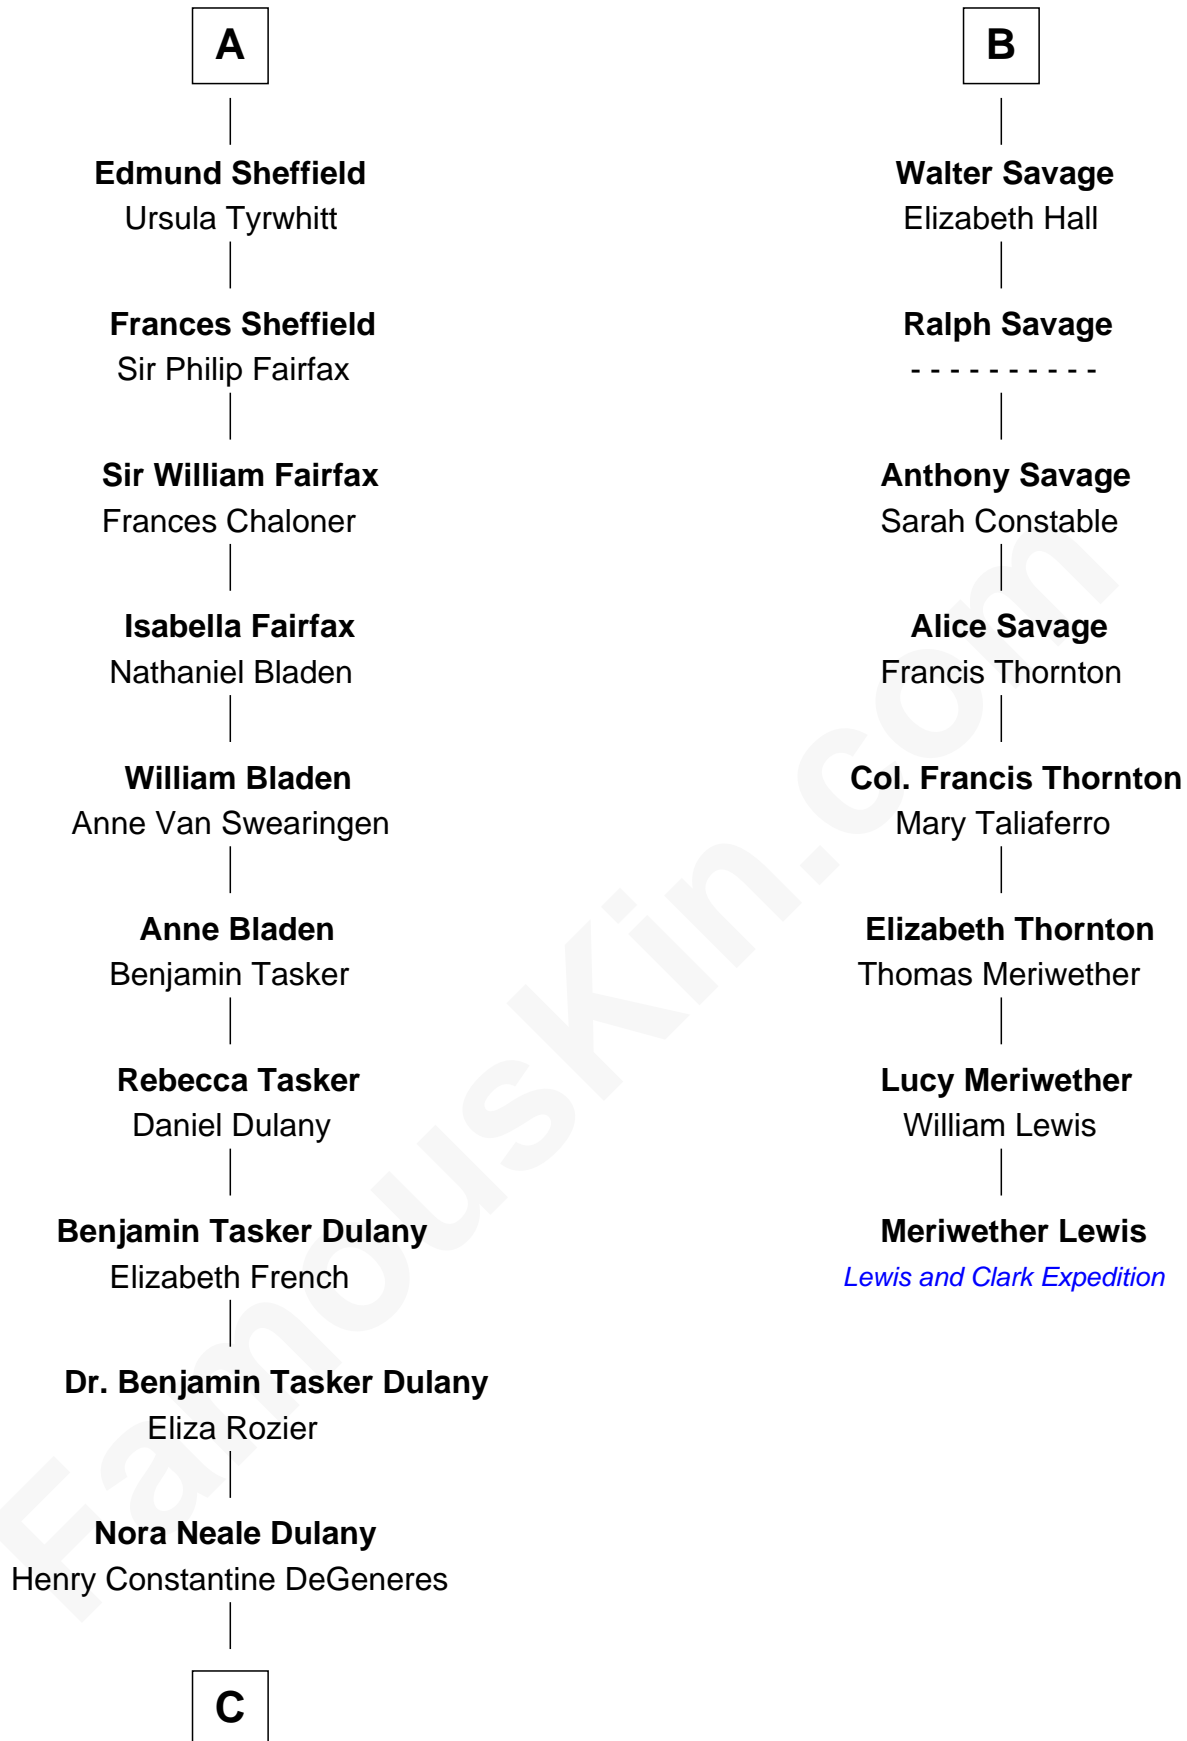 A
Edmund Sheffield
Ursula Tyrwhitt
Frances Sheffield
Sir Philip Fairfax
Sir William Fairfax
Frances Chaloner
Isabella Fairfax
Nathaniel Bladen
William Bladen
Anne Van Swearingen
Anne Bladen
Benjamin Tasker
Rebecca Tasker
Daniel Dulany
Benjamin Tasker Dulany
Elizabeth French
Dr. Benjamin Tasker Dulany
Eliza Rozier
Nora Neale Dulany
Henry Constantine DeGeneres
C
B
Walter Savage
Elizabeth Hall
Ralph Savage
- - - - - - - - - -
Anthony Savage
Sarah Constable
Alice Savage
Francis Thornton
Col. Francis Thornton
Mary Taliaferro
Elizabeth Thornton
Thomas Meriwether
Lucy Meriwether
William Lewis
Meriwether Lewis
Lewis and Clark Expedition
FamousKin.com